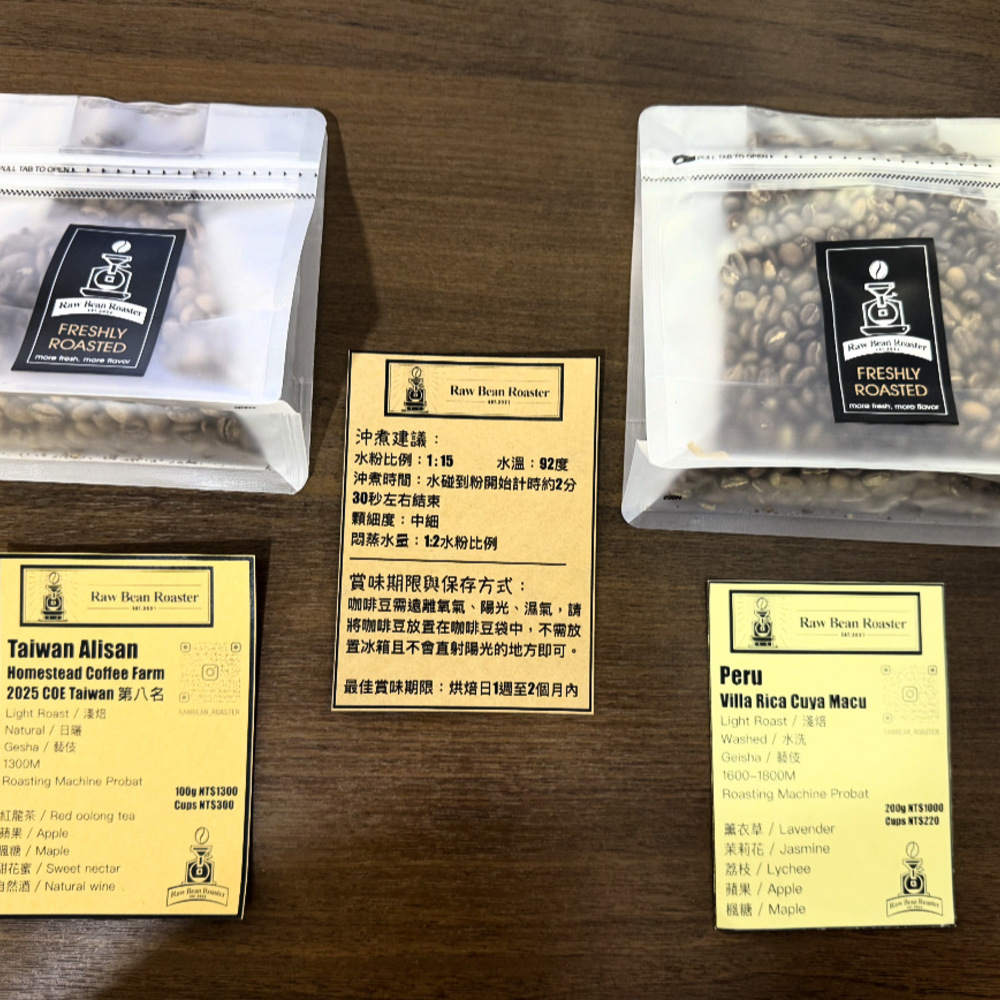 PULL TAB TO OPEN
Raw Bean Roaster
EST.2021
FRESHLY
ROASTED
more fresh, more flavor
PULL TAB TO OPEN
Raw Bean Roaster
EST.2021
FRESHLY
ROASTED
more fresh, more flavor
Raw Bean Roaster
EST.2021
沖煮建議：
水粉比例：1:15 水溫：92度
沖煮時間：水碰到粉開始計時約2分
30秒左右結束
顆細度：中細
悶蒸水量：1:2水粉比例
賞味期限與保存方式：
咖啡豆需遠離氧氣、陽光、濕氣，請
將咖啡豆放置在咖啡豆袋中，不需放
置冰箱且不會直射陽光的地方即可。
最佳賞味期限：烘焙日1週至2個月內
Raw Bean Roaster
EST.2021
Taiwan Alisan
Homestead Coffee Farm
2025 COE Taiwan 第八名
RAWBEAN_ROASTER
Light Roast / 淺焙
Natural / 日曬
Gesha / 藝伎
1300M
Roasting Machine Probat
100g NT$1300
Cups NT$300
紅龍茶 / Red oolong tea
蘋果 / Apple
楓糖 / Maple
甜花蜜 / Sweet nectar
自然酒 / Natural wine
Raw Bean Roaster
Raw Bean Roaster
EST.2021
Peru
Villa Rica Cuya Macu
RAWBEAN_ROASTER
Light Roast / 淺焙
Washed / 水洗
Geisha / 藝伎
1600-1800M
Roasting Machine Probat
200g NT$1000
Cups NT$220
薰衣草 / Lavender
茉莉花 / Jasmine
荔枝 / Lychee
蘋果 / Apple
楓糖 / Maple
Raw Bean Roaster